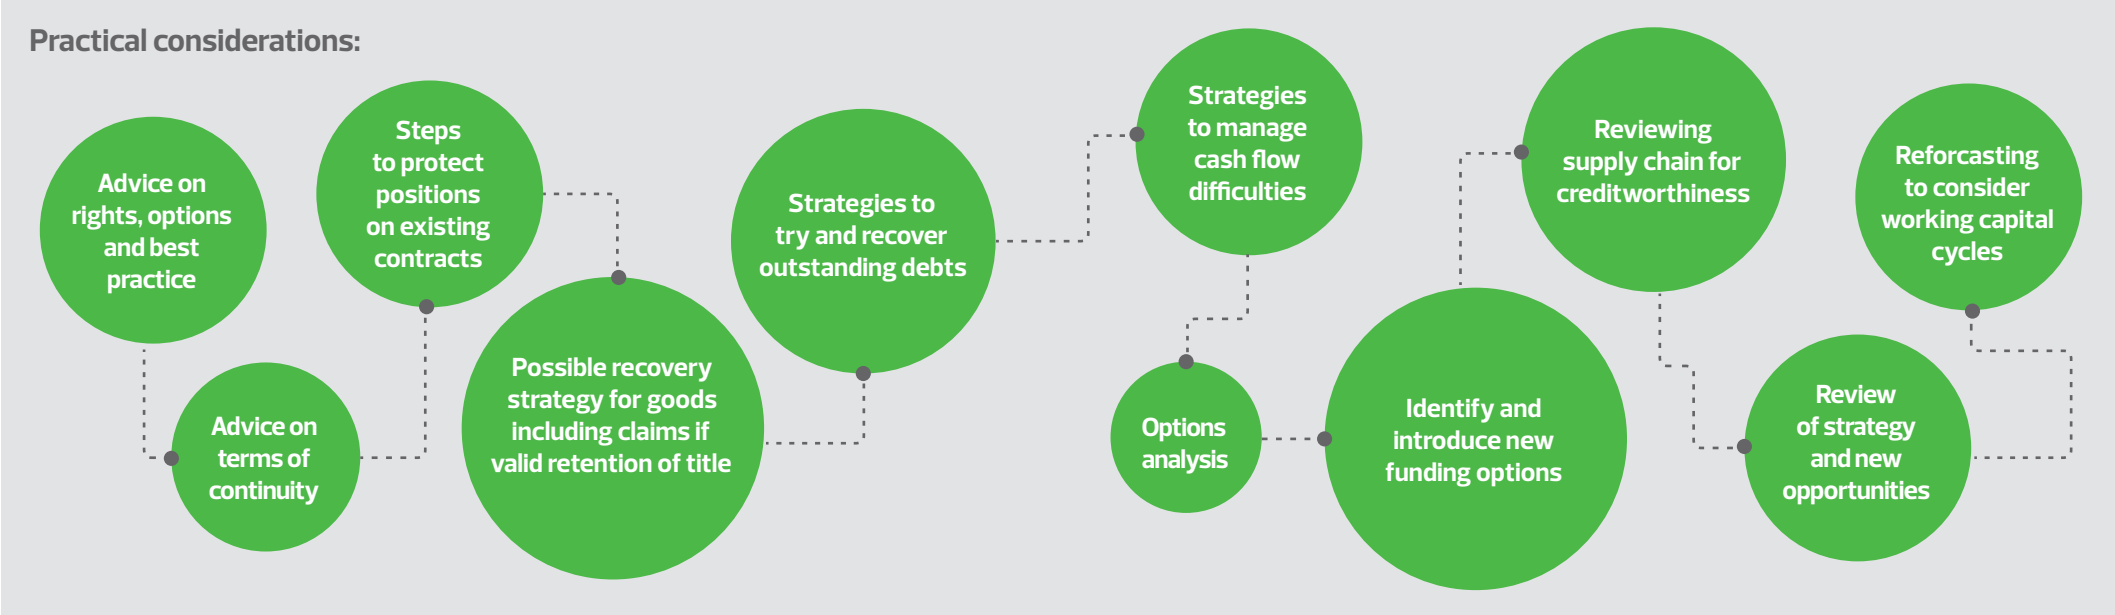 Practical considerations:
Advice on
rights, options
and best
practice
Advice on
terms of
continuity
Steps
to protect
positions
on existing
contracts
Possible recovery
strategy for goods
including claims if
valid retention of title
Strategies to
try and recover
outstanding debts
Strategies
to manage
cash flow
difficulties
Options
analysis
Identify and
introduce new
funding options
Reviewing
supply chain for
creditworthiness
Review
of strategy
and new
opportunities
Reforcasting
to consider
working capital
cycles